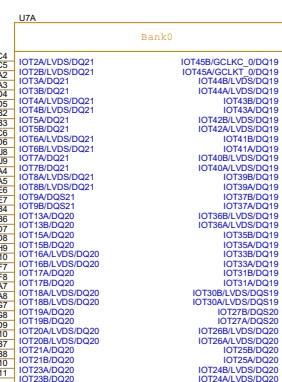 U7A
Bank0
IOT2A/LVDS/DQ21 IOT45B/GCLKC_0/DQ19
IOT2B/LVDS/DQ21 IOT45A/GCLKT_0/DQ19
IOT3A/DQ21 IOT44B/LVDS/DQ19
IOT3B/DQ21 IOT44A/LVDS/DQ19
IOT4A/LVDS/DQ21 IOT43B/DQ19
IOT4B/LVDS/DQ21 IOT43A/DQ19
IOT5A/DQ21 IOT42B/LVDS/DQ19
IOT5B/DQ21 IOT42A/LVDS/DQ19
IOT6A/LVDS/DQ21 IOT41B/DQ19
IOT6B/LVDS/DQ21 IOT41A/DQ19
IOT7A/DQ21 IOT40B/LVDS/DQ19
IOT7B/DQ21 IOT40A/LVDS/DQ19
IOT8A/LVDS/DQ21 IOT39B/DQ19
IOT8B/LVDS/DQ21 IOT39A/DQ19
IOT9A/DQS21 IOT37B/DQ19
IOT9B/DQS21 IOT37A/DQ19
IOT13A/DQ20 IOT36B/LVDS/DQ19
IOT13B/DQ20 IOT36A/LVDS/DQ19
IOT15A/DQ20 IOT35B/DQ19
IOT15B/DQ20 IOT35A/DQ19
IOT16A/LVDS/DQ20 IOT33B/DQ19
IOT16B/LVDS/DQ20 IOT33A/DQ19
IOT17A/DQ20 IOT31B/DQ19
IOT17B/DQ20 IOT31A/DQ19
IOT18A/LVDS/DQ20 IOT30B/LVDS/DQS19
IOT18B/LVDS/DQ20 IOT30A/LVDS/DQS19
IOT19A/DQ20 IOT27B/DQS20
IOT19B/DQ20 IOT27A/DQS20
IOT20A/LVDS/DQ20 IOT26B/LVDS/DQ20
IOT20B/LVDS/DQ20 IOT26A/LVDS/DQ20
IOT21A/DQ20 IOT25B/DQ20
IOT21B/DQ20 IOT25A/DQ20
IOT23A/DQ20 IOT24B/LVDS/DQ20
IOT23B/DQ20 IOT24A/LVDS/DQ20